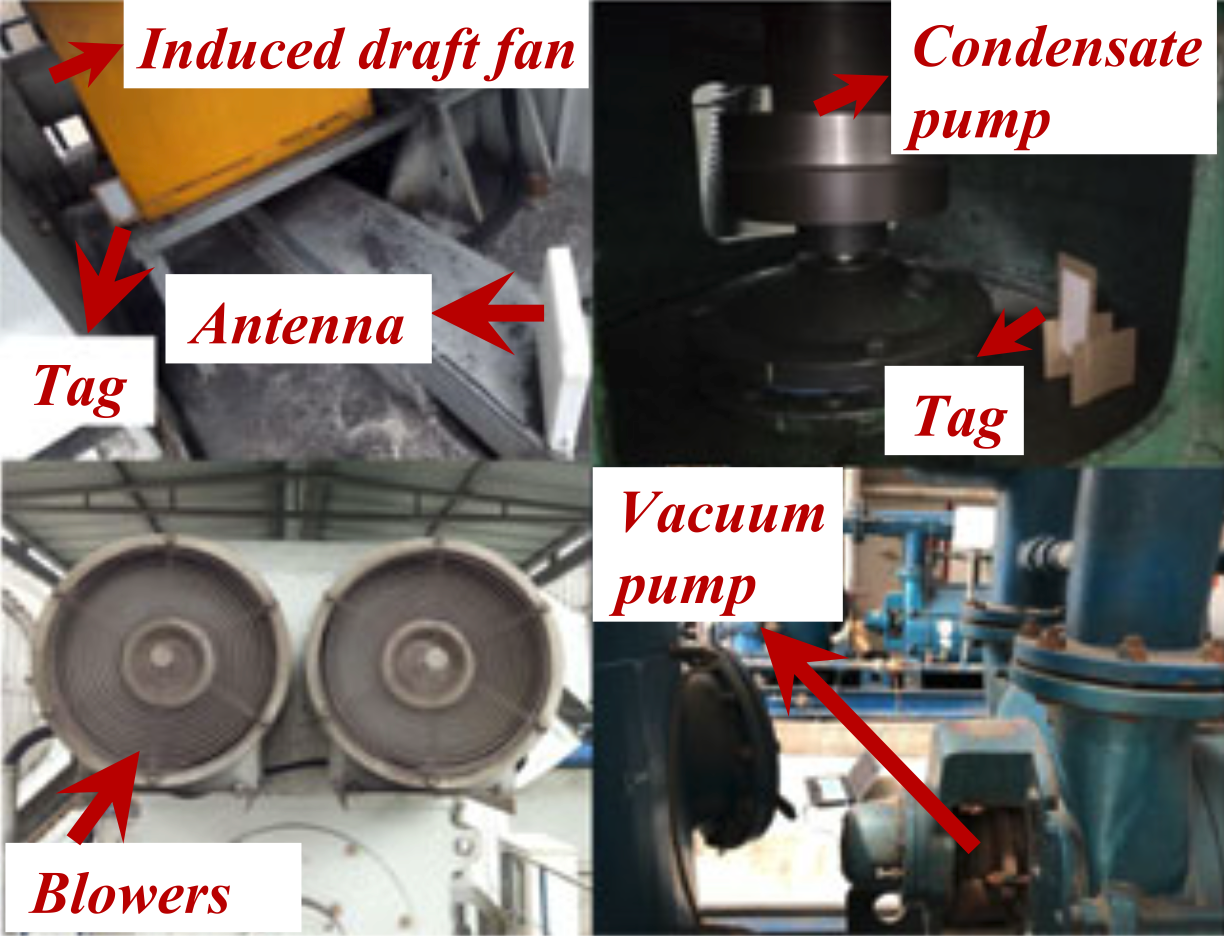 Induced draft fan
Condensate
pump
Antenna
Tag
Tag
Vacuum
pump
Blowers